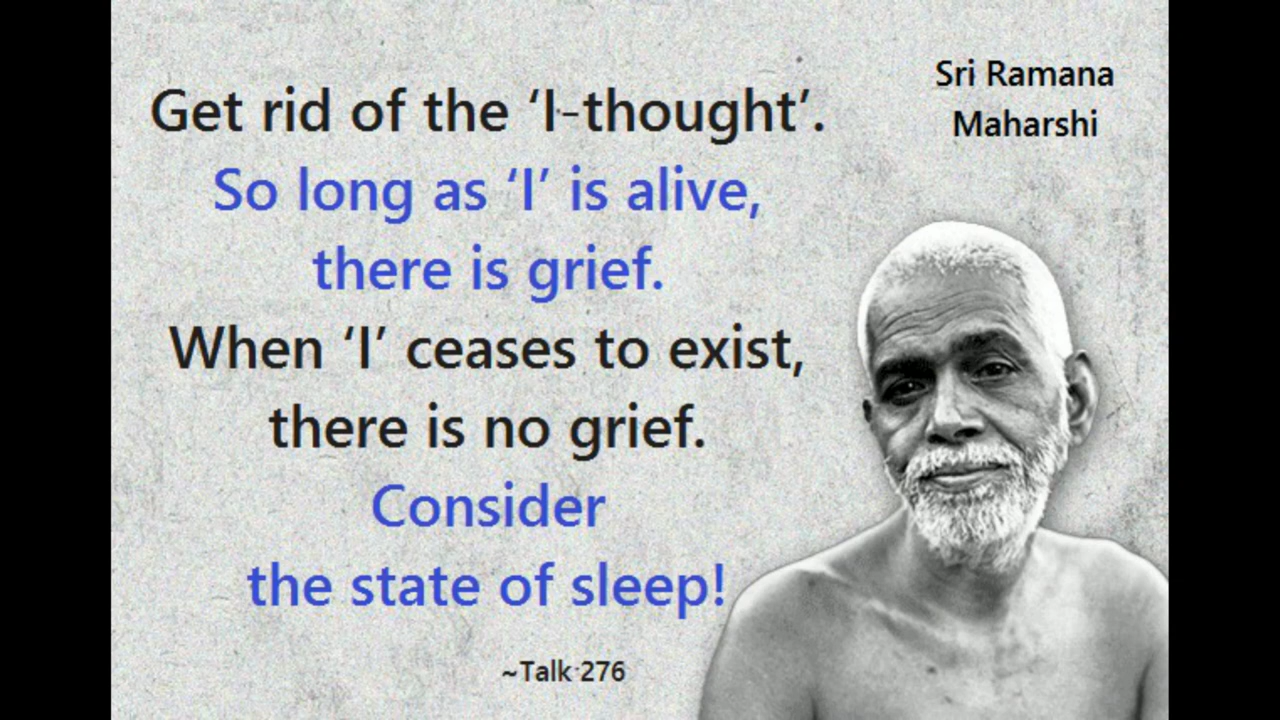 Get rid of the ‘I-thought’.
So long as ‘I’ is alive,
there is grief.
When ‘I’ ceases to exist,
there is no grief.
Consider
the state of sleep!
~Talk 276
Sri Ramana
Maharshi